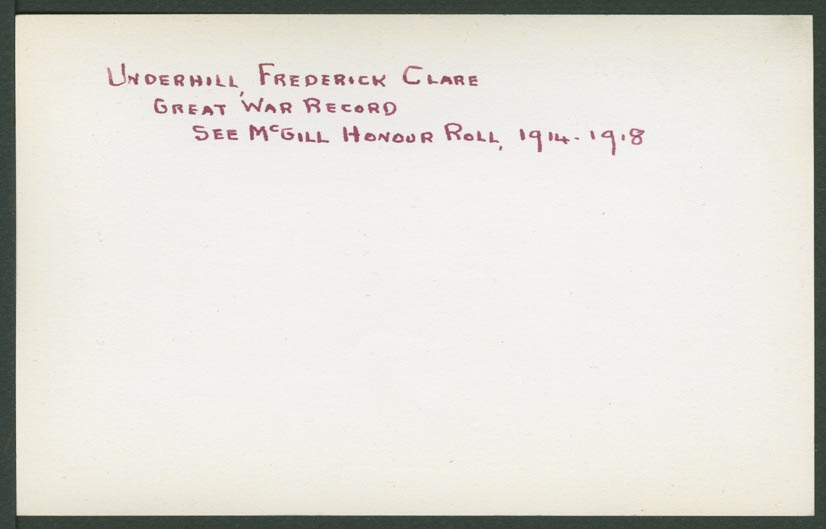 Underhill, Frederick Clare
Great War Record
See McGill Honour Roll, 1914-1918